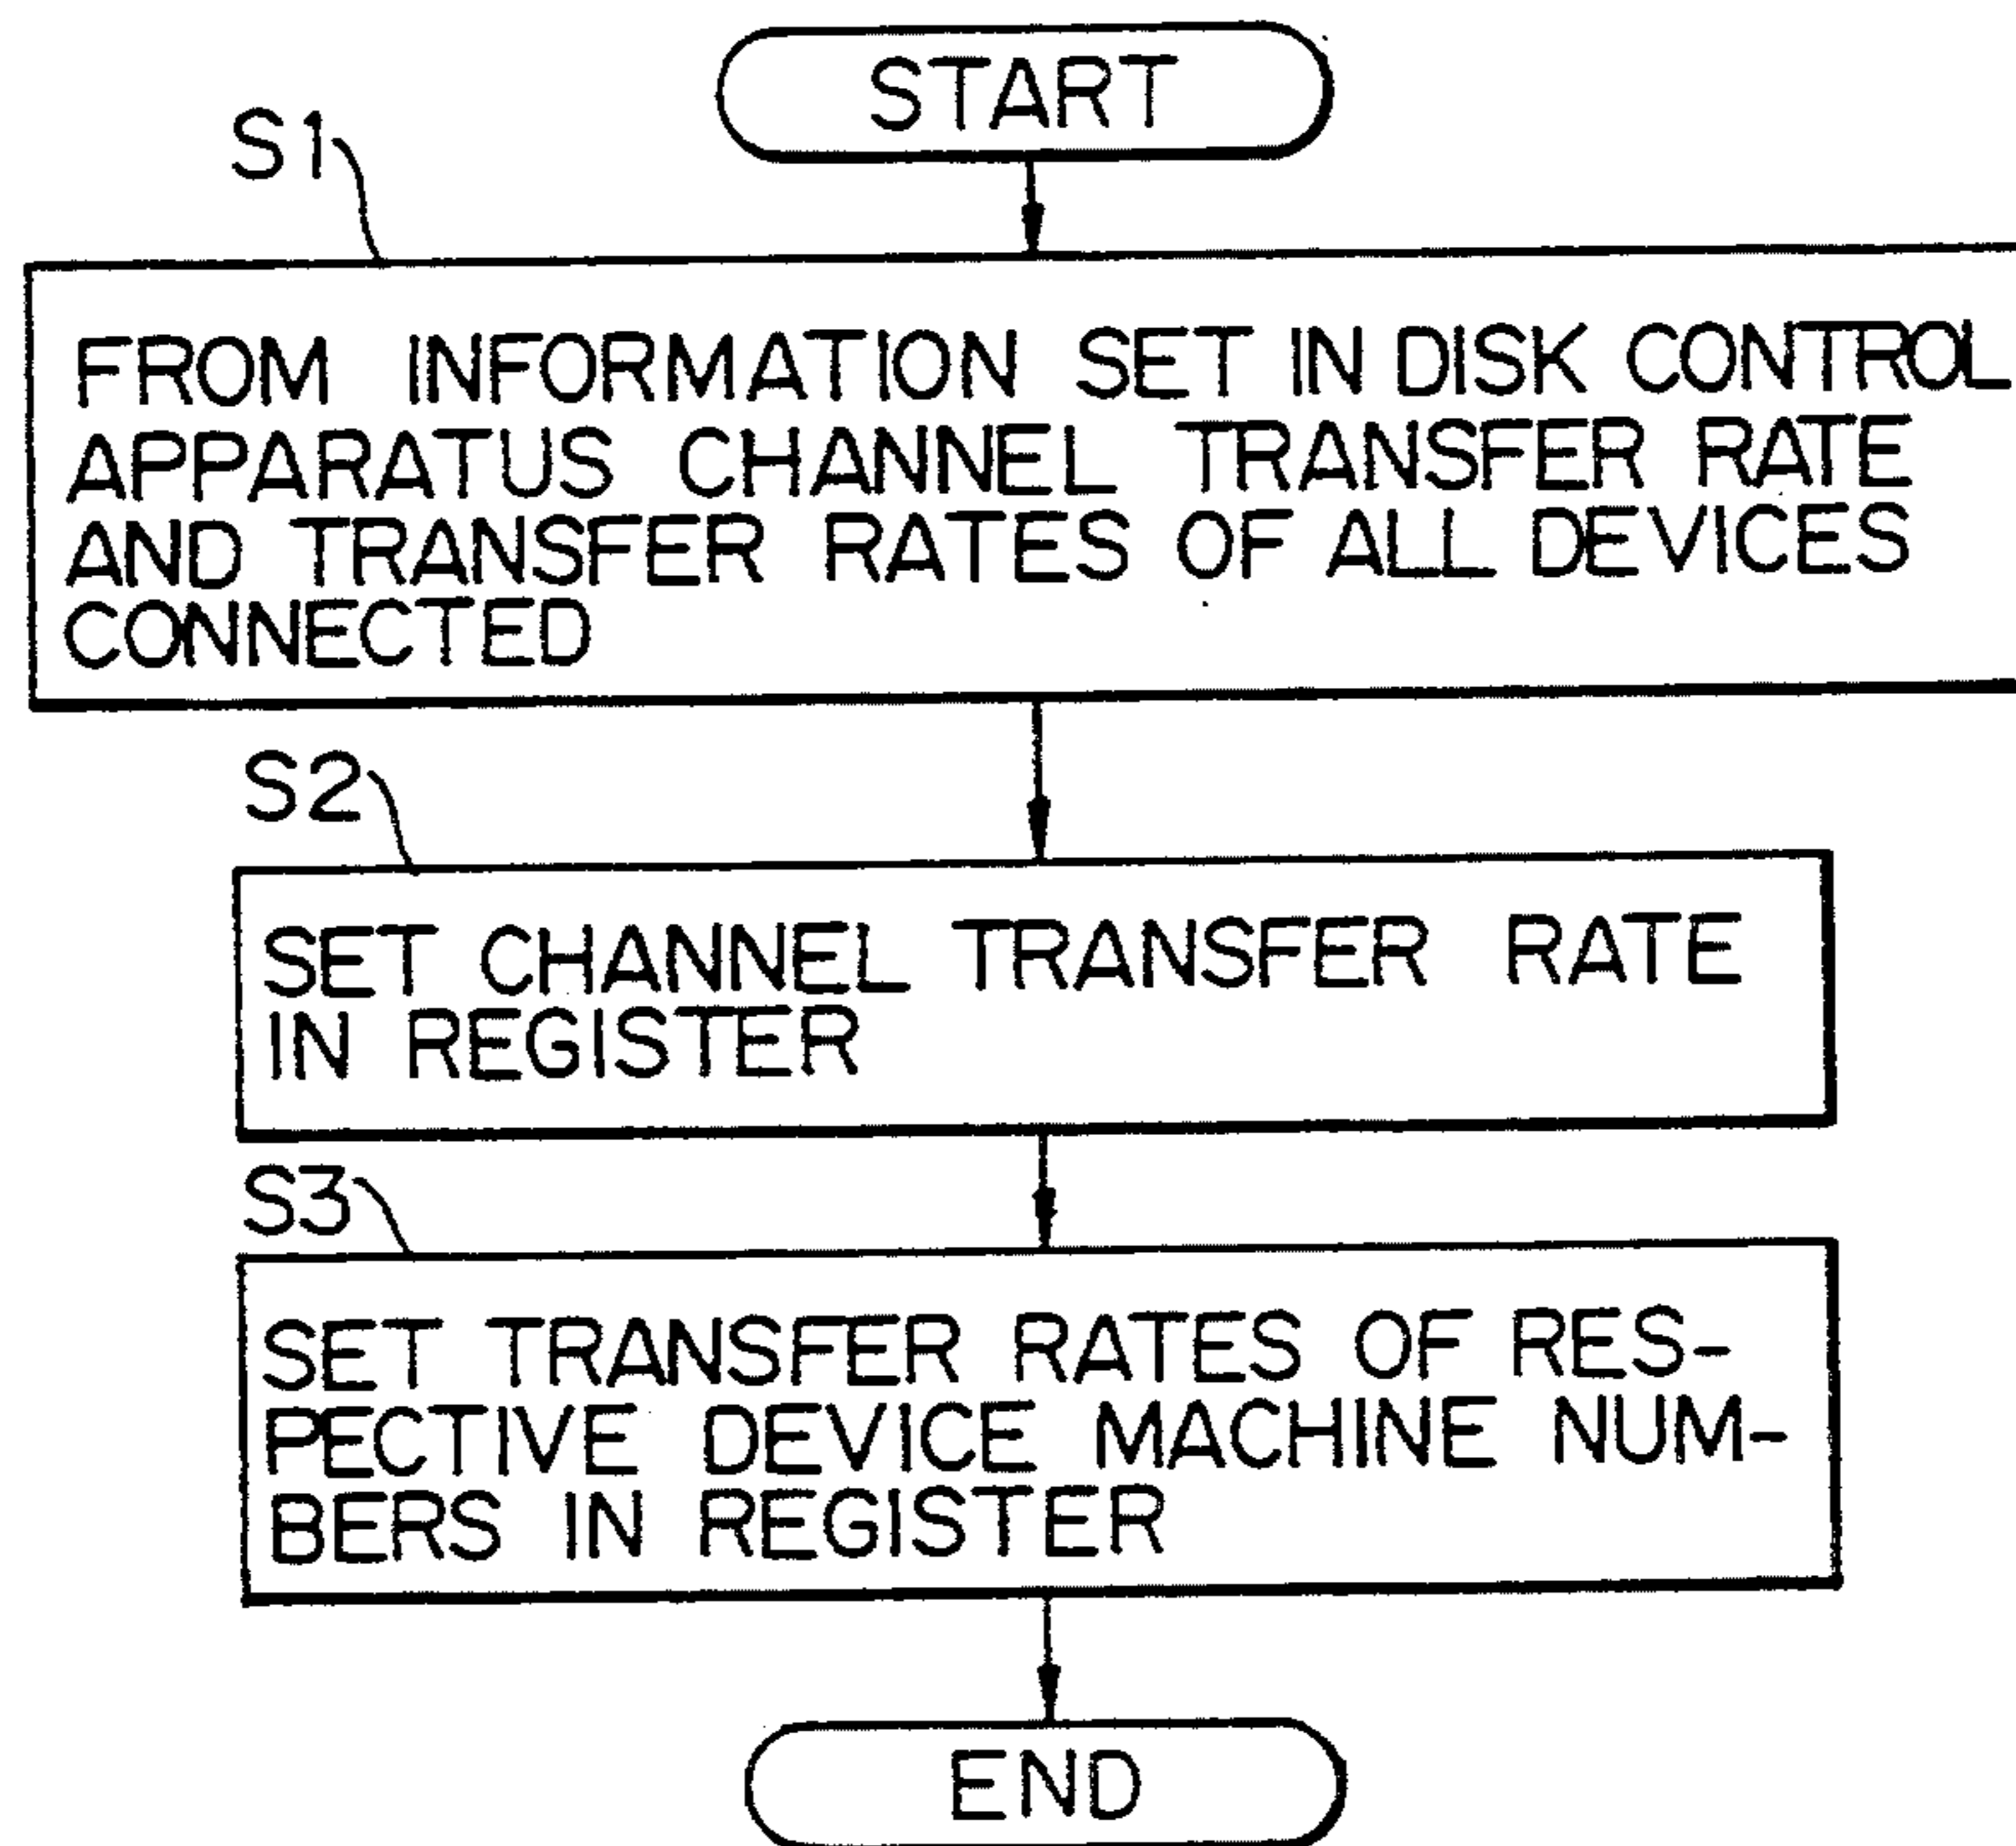 START
S1
FROM INFORMATION SET IN DISK CONTROL
APPARATUS CHANNEL TRANSFER RATE
AND TRANSFER RATES OF ALL DEVICES
CONNECTED
S2
SET CHANNEL TRANSFER RATE
IN REGISTER
S3
SET TRANSFER RATES OF RES-
PECTIVE DEVICE MACHINE NUM-
BERS IN REGISTER
END